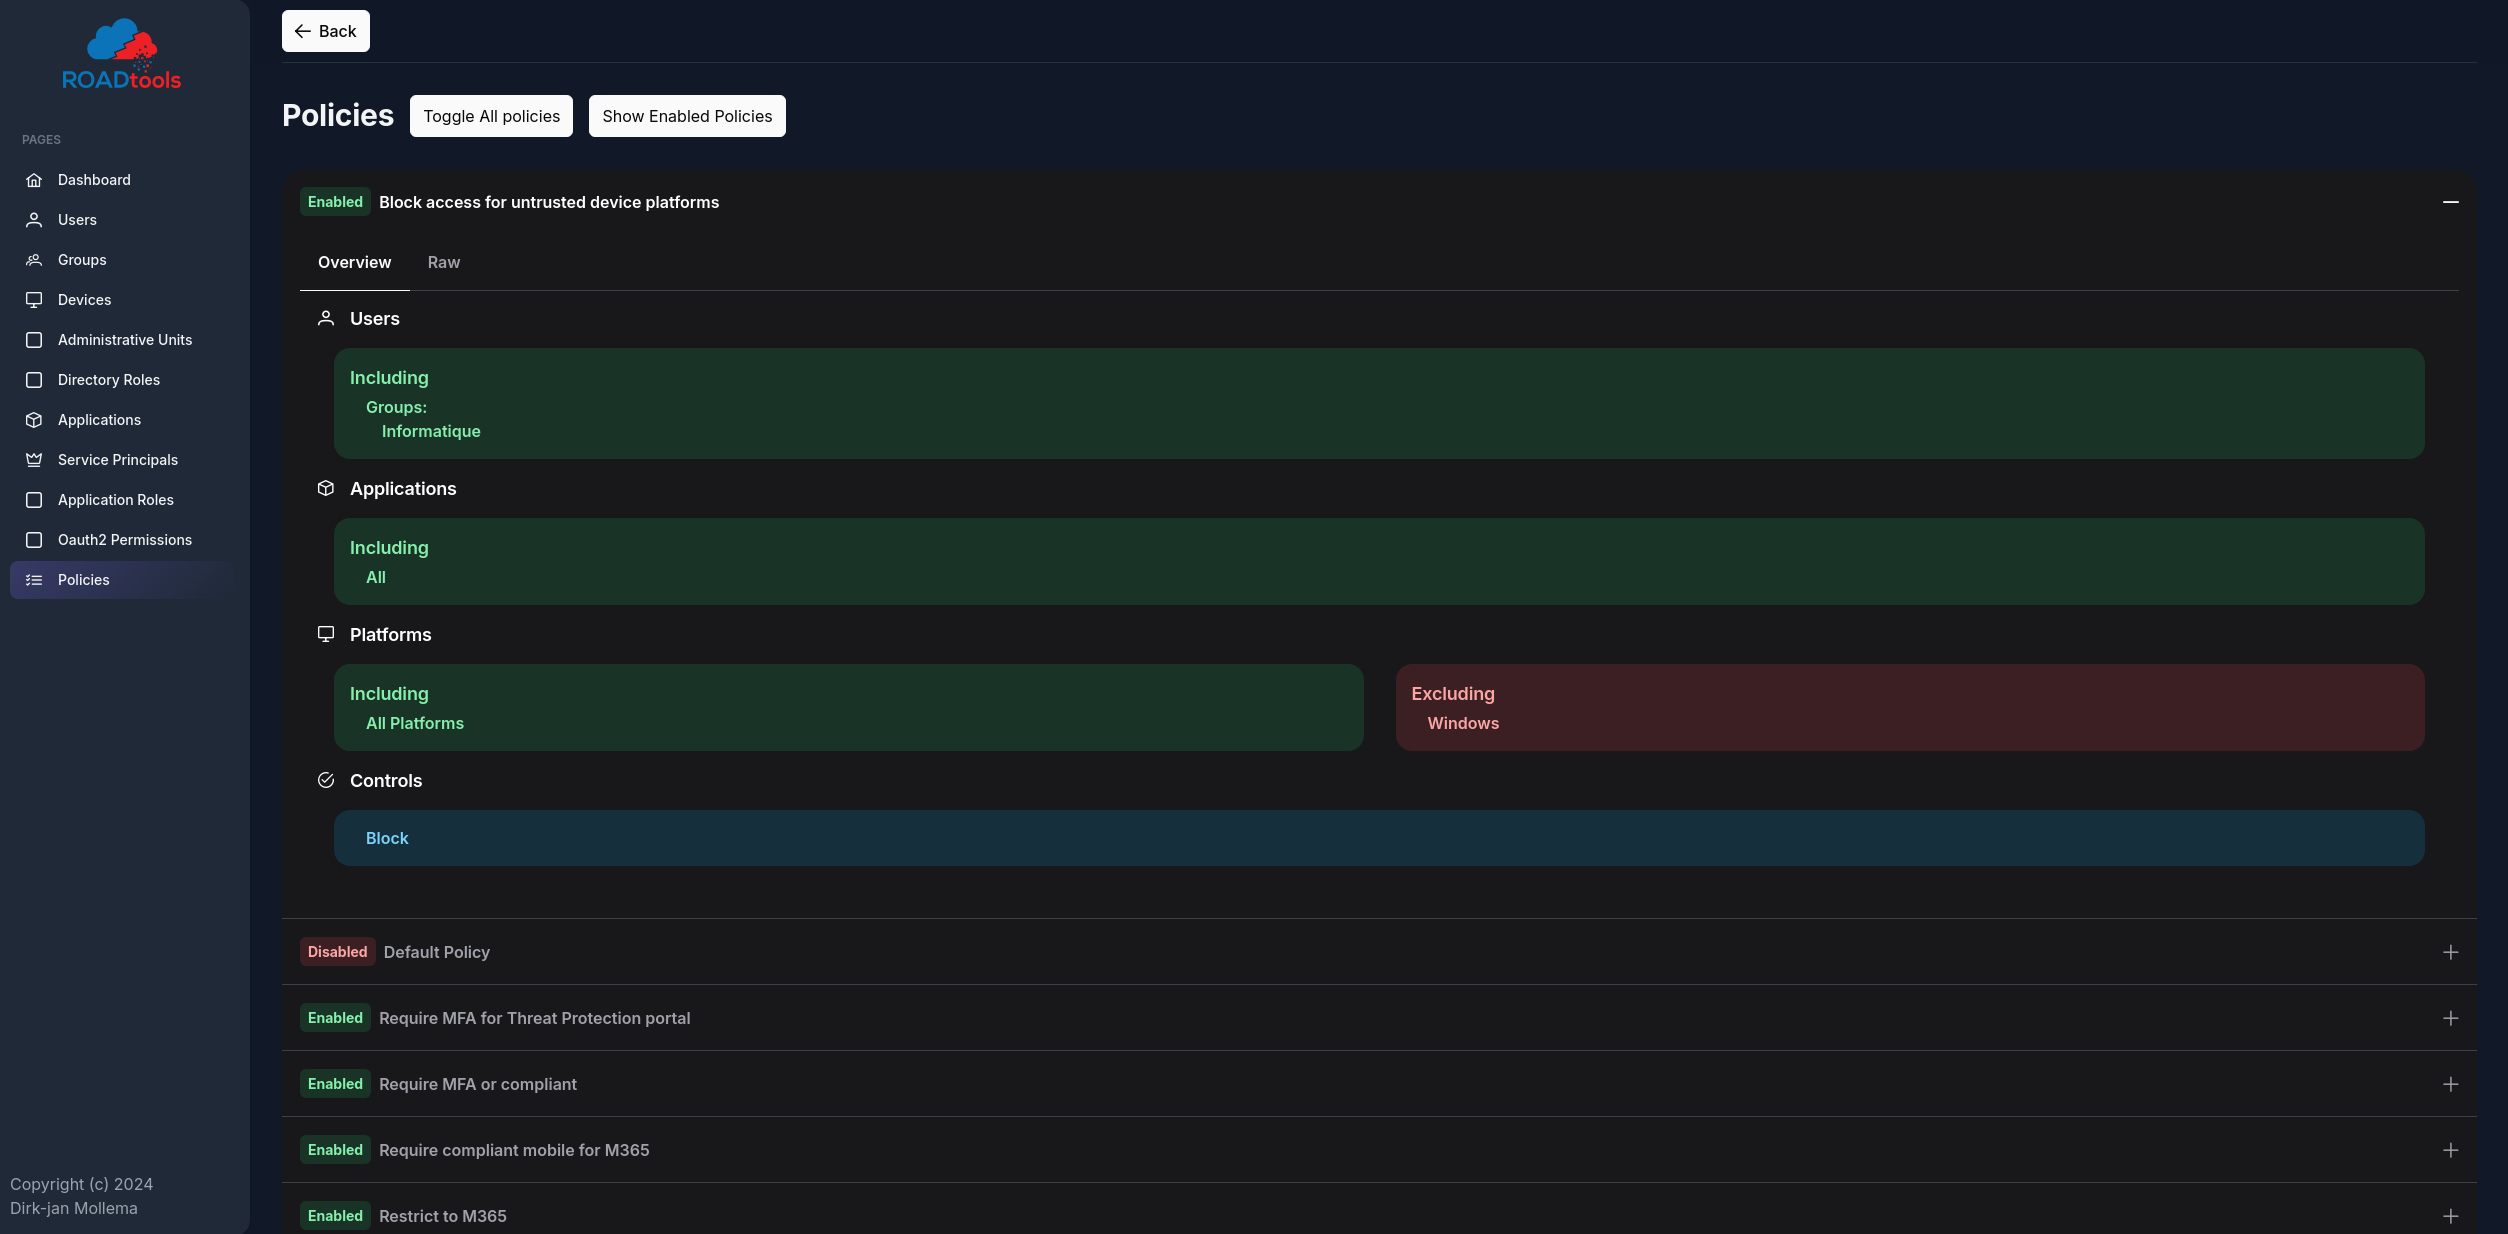 ROADtools
PAGES
Dashboard
Users
Groups
Devices
Administrative Units
Directory Roles
Applications
Service Principals
Application Roles
Oauth2 Permissions
Policies
Copyright (c) 2024
Dirk-jan Mollema
Back
Policies
Toggle All policies
Show Enabled Policies
Enabled Block access for untrusted device platforms
Overview Raw
Users
Including
Groups:
Informatique
Applications
Including
All
Platforms
Including
All Platforms
Excluding
Windows
Controls
Block
Disabled Default Policy
Enabled Require MFA for Threat Protection portal
Enabled Require MFA or compliant
Enabled Require compliant mobile for M365
Enabled Restrict to M365